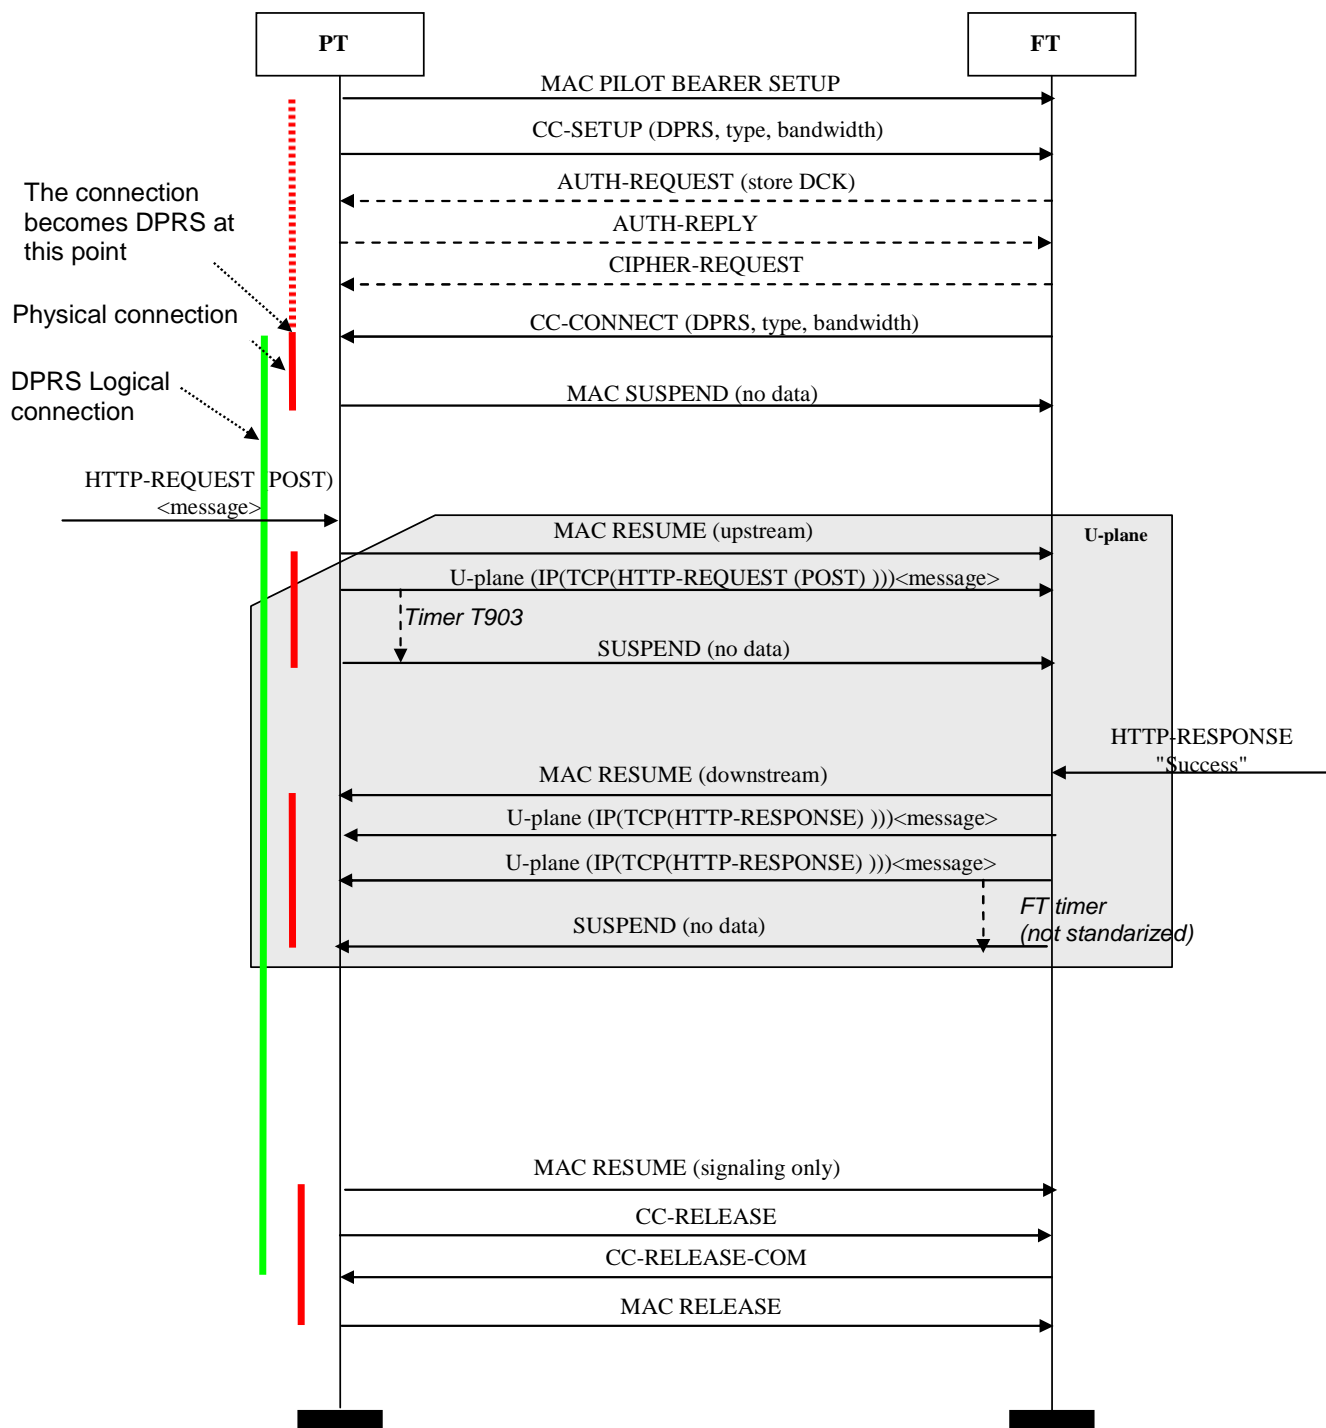 PT
FT
MAC PILOT BEARER SETUP
CC-SETUP (DPRS, type, bandwidth)
AUTH-REQUEST (store DCK)
The connection
becomes DPRS at
this point
AUTH-REPLY
CIPHER-REQUEST
Physical connection
CC-CONNECT (DPRS, type, bandwidth)
DPRS Logical
connection
MAC SUSPEND (no data)
HTTP-REQUEST POST)
<message>
MAC RESUME (upstream)
U-plane
U-plane (IP(TCP(HTTP-REQUEST (POST) )))<message>
Timer T903
SUSPEND (no data)
HTTP-RESPONSE
"Success"
MAC RESUME (downstream)
U-plane (IP(TCP(HTTP-RESPONSE) )))<message>
U-plane (IP(TCP(HTTP-RESPONSE) )))<message>
FT timer
(not standarized)
SUSPEND (no data)
MAC RESUME (signaling only)
CC-RELEASE
CC-RELEASE-COM
MAC RELEASE